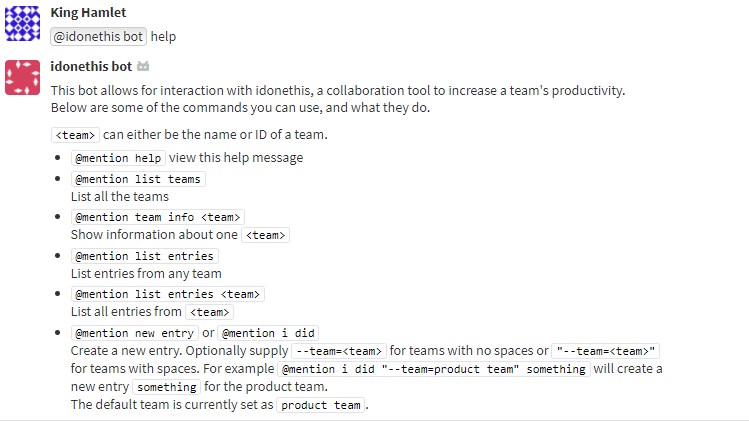 King Hamlet
@idonethis bot help
idonethis bot
This bot allows for interaction with idonethis, a collaboration tool to increase a team's productivity.
Below are some of the commands you can use, and what they do.
<team> can either be the name or ID of a team.
• @mention help view this help message
• @mention list teams
List all the teams
• @mention team info <team>
Show information about one <team>
• @mention list entries
List entries from any team
• @mention list entries <team>
List all entries from <team>
• @mention new entry or @mention i did
Create a new entry. Optionally supply --team=<team> for teams with no spaces or "--team=<team>"
for teams with spaces. For example @mention i did "--team=product team" something will create a
new entry something for the product team.
The default team is currently set as product team.